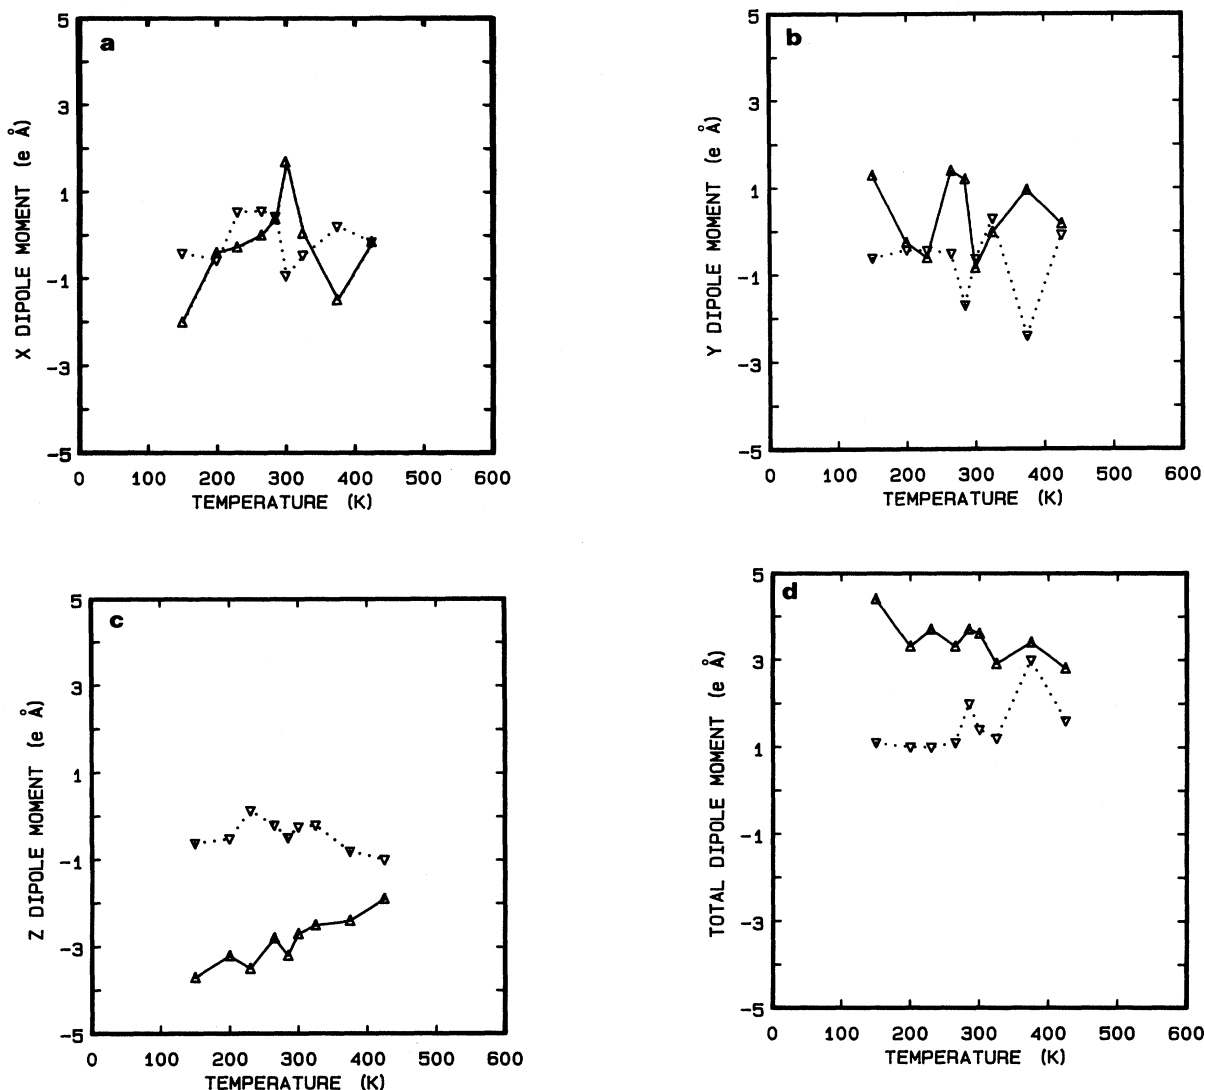 a
5
3
1
-1
-3
-5
X DIPOLE MOMENT (e Å)
0 100 200 300 400 500 600
TEMPERATURE (K)
b
5
3
1
-1
-3
-5
Y DIPOLE MOMENT (e Å)
0 100 200 300 400 500 600
TEMPERATURE (K)
c
5
3
1
-1
-3
-5
Z DIPOLE MOMENT (e Å)
0 100 200 300 400 500 600
TEMPERATURE (K)
d
5
3
1
-1
-3
-5
TOTAL DIPOLE MOMENT (e Å)
0 100 200 300 400 500 600
TEMPERATURE (K)